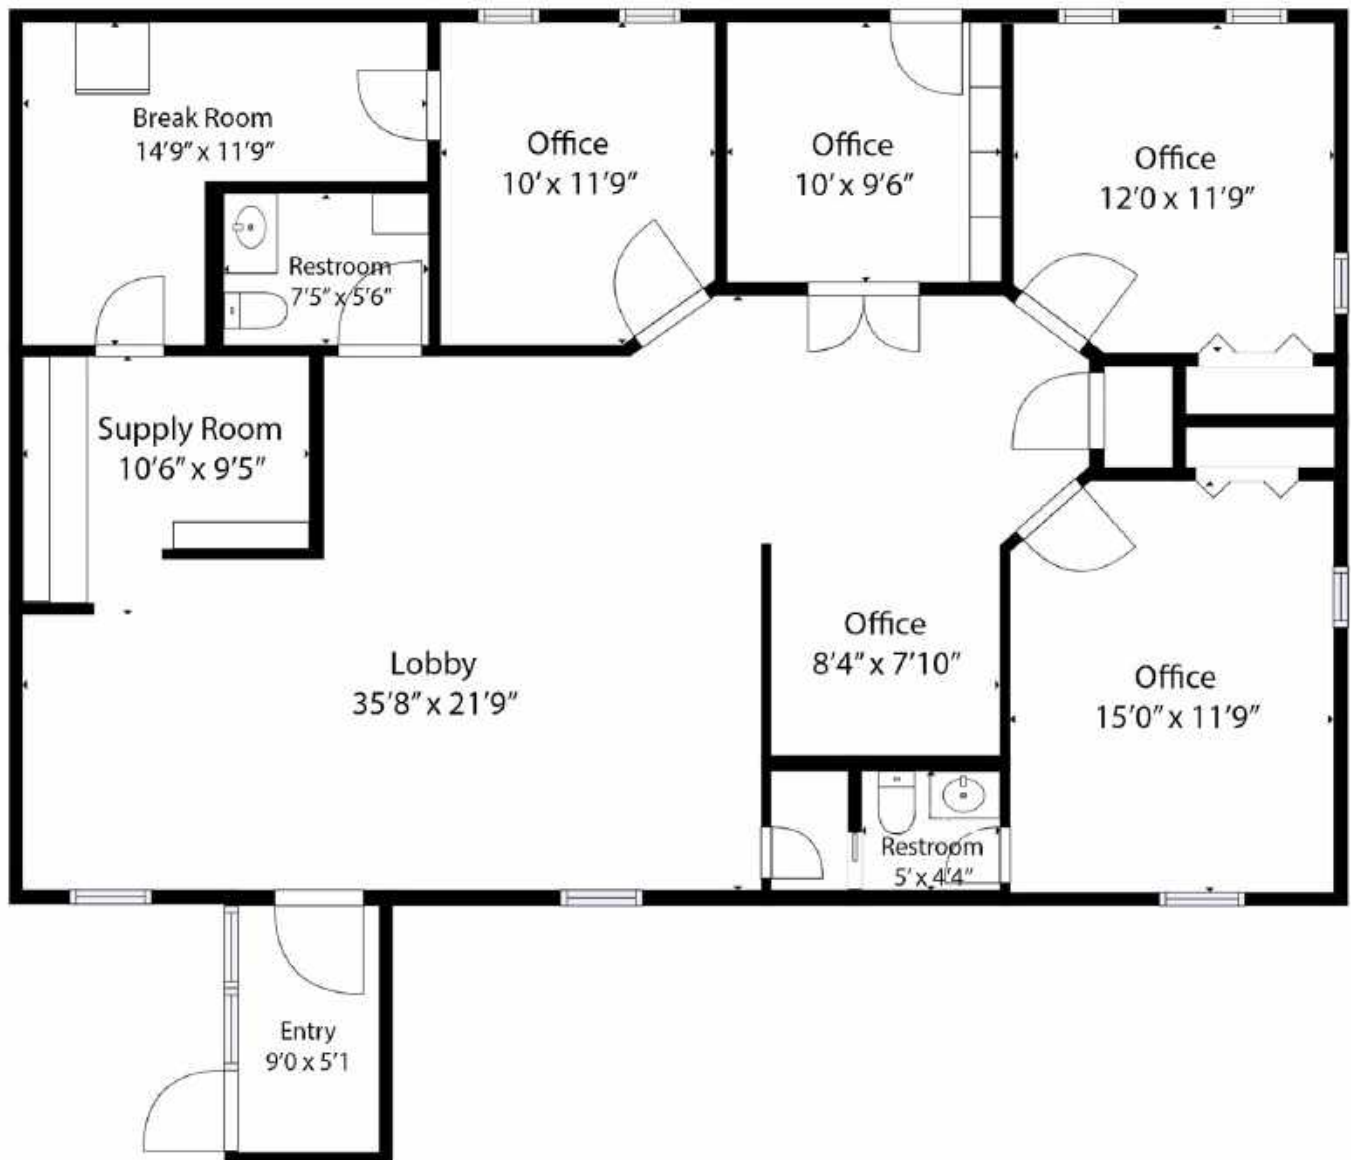 Break Room
14'9" x 11'9"
Office
10' x 11'9"
Office
10' x 9'6"
Office
12'0 x 11'9"
Restroom
7'5" x 5'6"
Supply Room
10'6" x 9'5"
Lobby
35'8" x 21'9"
Office
8'4" x 7'10"
Office
15'0" x 11'9"
Restroom
5' x 4'4"
Entry
9'0 x 5'1